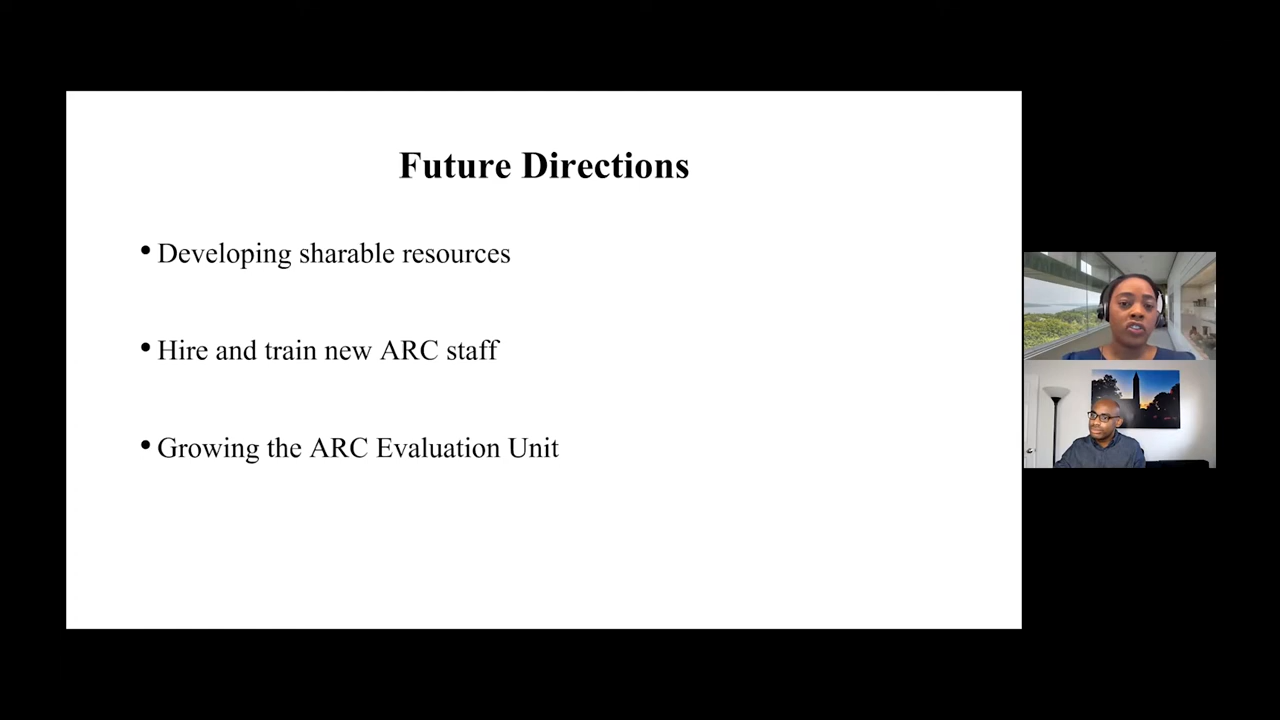 Future Directions
• Developing sharable resources
• Hire and train new ARC staff
• Growing the ARC Evaluation Unit